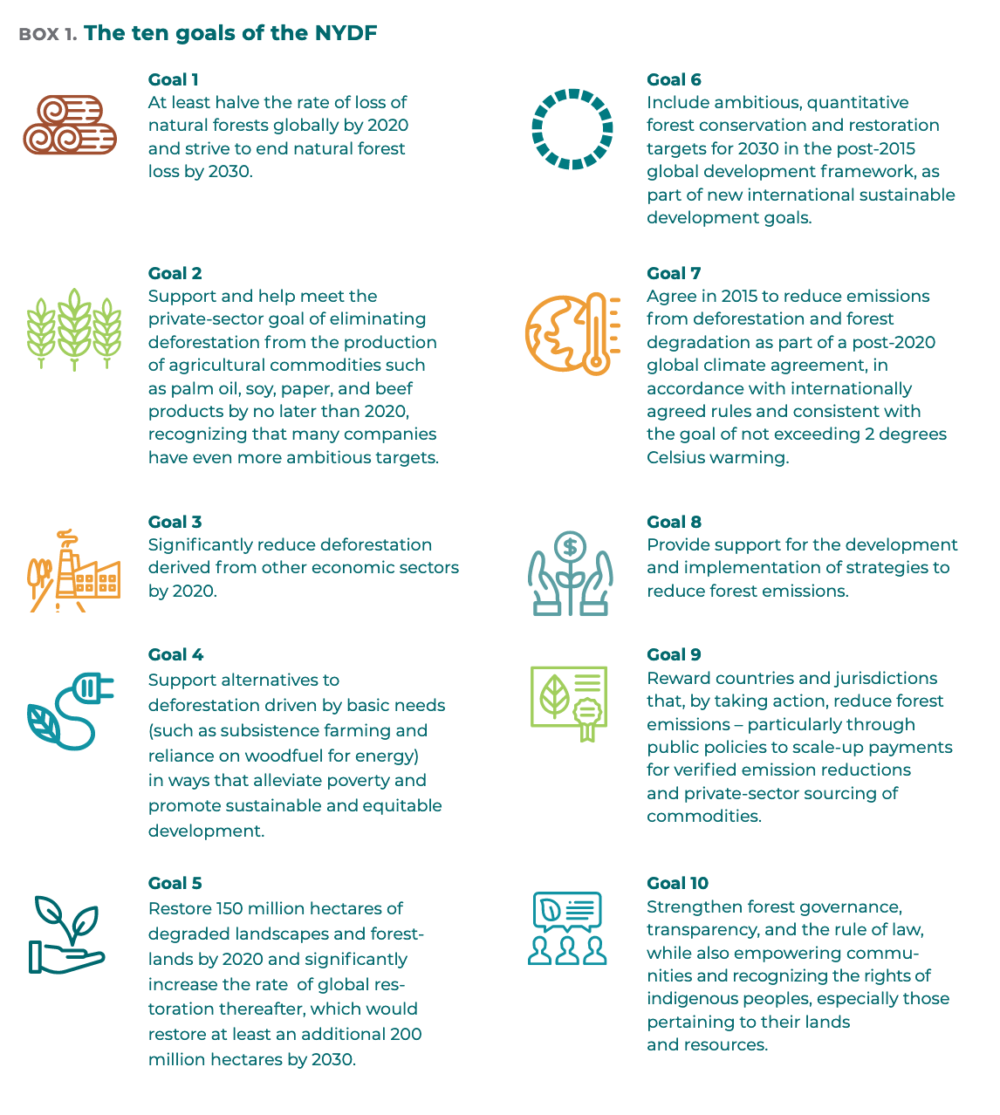 BOX 1. The ten goals of the NYDF
Goal 1
At least halve the rate of loss of
natural forests globally by 2020
and strive to end natural forest
loss by 2030.
Goal 2
Support and help meet the
private-sector goal of eliminating
deforestation from the production
of agricultural commodities such
as palm oil, soy, paper, and beef
products by no later than 2020,
recognizing that many companies
have even more ambitious targets.
Goal 3
Significantly reduce deforestation
derived from other economic sectors
by 2020.
Goal 4
Support alternatives to
deforestation driven by basic needs
(such as subsistence farming and
reliance on woodfuel for energy)
in ways that alleviate poverty and
promote sustainable and equitable
development.
Goal 5
Restore 150 million hectares of
degraded landscapes and forest-
lands by 2020 and significantly
increase the rate of global res-
toration thereafter, which would
restore at least an additional 200
million hectares by 2030.
Goal 6
Include ambitious, quantitative
forest conservation and restoration
targets for 2030 in the post-2015
global development framework, as
part of new international sustainable
development goals.
Goal 7
Agree in 2015 to reduce emissions
from deforestation and forest
degradation as part of a post-2020
global climate agreement, in
accordance with internationally
agreed rules and consistent with
the goal of not exceeding 2 degrees
Celsius warming.
Goal 8
$
Provide support for the development
and implementation of strategies to
reduce forest emissions.
Goal 9
Reward countries and jurisdictions
that, by taking action, reduce forest
emissions – particularly through
public policies to scale-up payments
for verified emission reductions
and private-sector sourcing of
commodities.
Goal 10
Strengthen forest governance,
transparency, and the rule of law,
while also empowering commu-
nities and recognizing the rights of
indigenous peoples, especially those
pertaining to their lands
and resources.